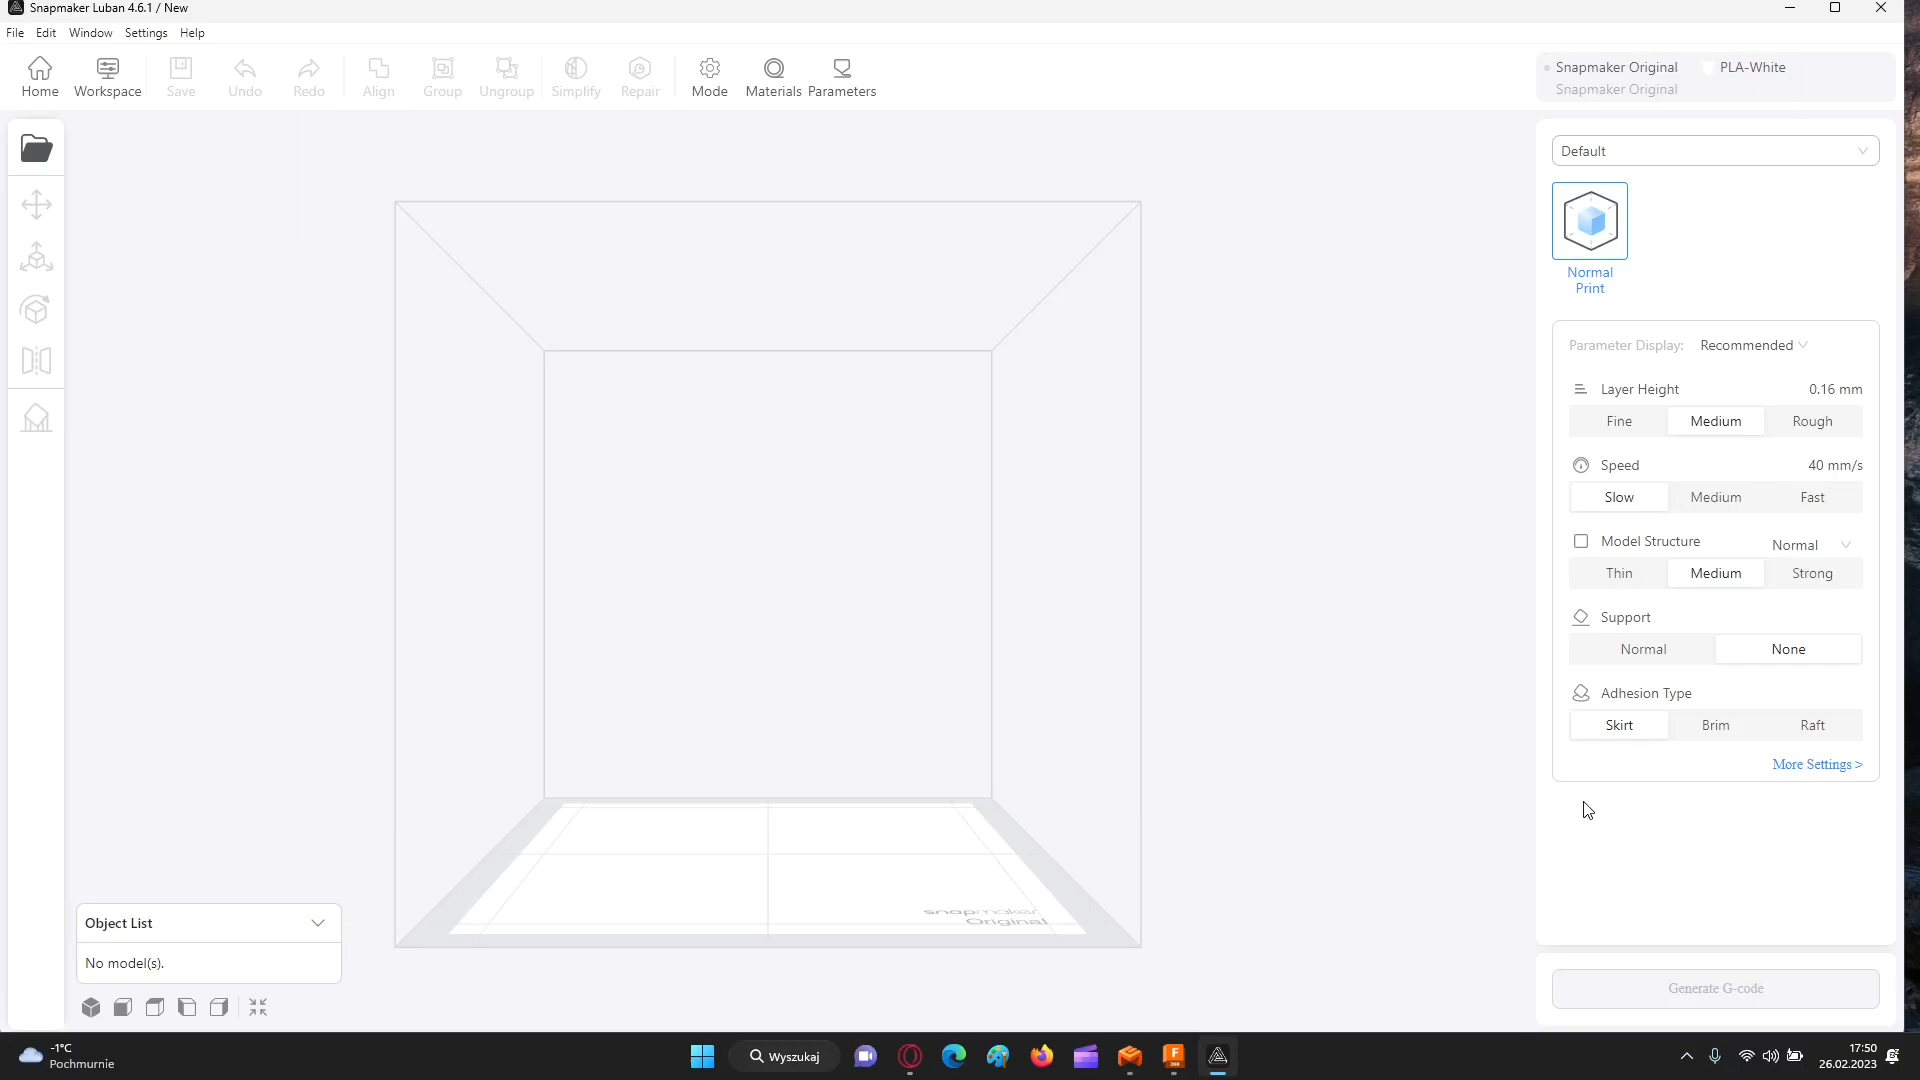 Snapmaker Luban 4.6.1 / New
File Edit Window Settings Help
Home Workspace Save Undo Redo Align Group Ungroup Simplify Repair Mode Materials Parameters
Snapmaker Original PLA-White
Snapmaker Original
Default
Normal
Print
Parameter Display: Recommended
Layer Height 0.16 mm
Fine Medium Rough
Speed 40 mm/s
Slow Medium Fast
Model Structure Normal
Thin Medium Strong
Support
Normal None
Adhesion Type
Skirt Brim Raft
More Settings >
snapmaker
Original
Object List
No model(s).
Generate G-code
-1°C
Pochmurnie
Wyszukaj
17:50
26.02.2023